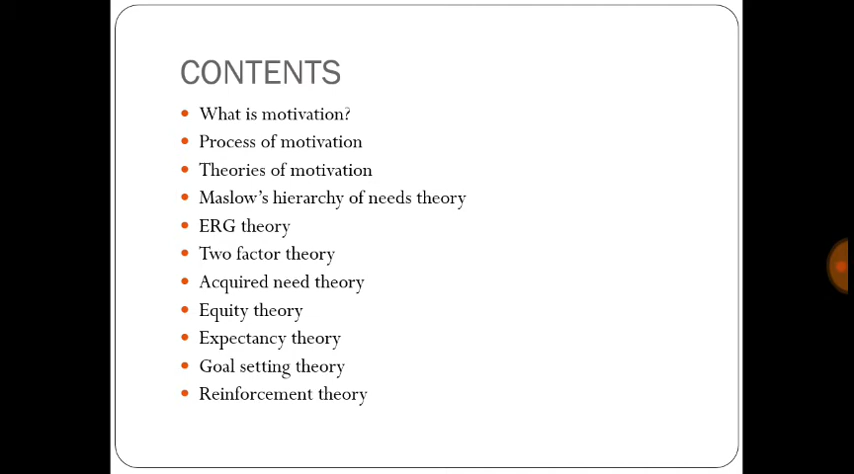 CONTENTS
What is motivation?
Process of motivation
Theories of motivation
Maslow's hierarchy of needs theory
ERG theory
Two factor theory
Acquired need theory
Equity theory
Expectancy theory
Goal setting theory
Reinforcement theory